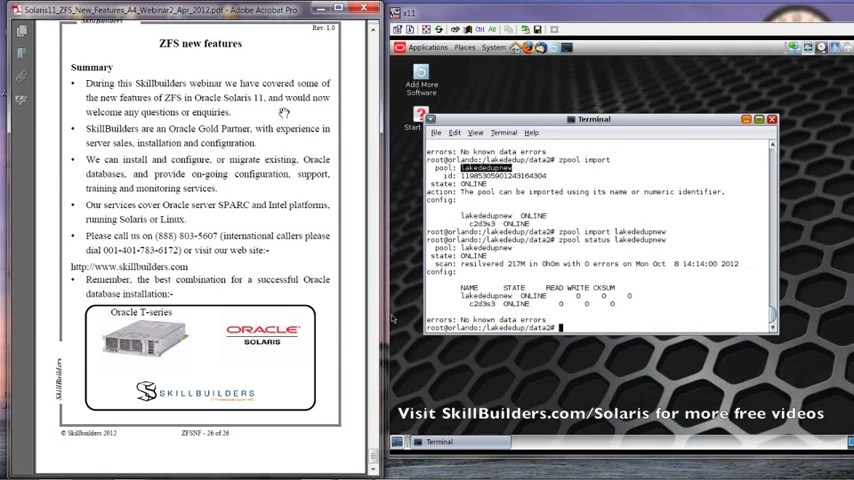 Solaris11_ZFS_New_Features_A4_Webinar2_Apr_2012.pdf - Adobe Acrobat Pro
SkillBuilders
Rev. 1.0
ZFS new features
Summary
• During this Skillbuilders webinar we have covered some of
the new features of ZFS in Oracle Solaris 11, and would now
welcome any questions or enquiries.
• SkillBuilders are an Oracle Gold Partner, with experience in
server sales, installation and configuration.
• We can install and configure, or migrate existing, Oracle
databases, and provide on-going configuration, support,
training and monitoring services.
• Our services cover Oracle server SPARC and Intel platforms,
running Solaris or Linux.
• Please call us on (888) 803-5607 (international callers please
dial 001-401-783-6172) or visit our web site:-
http://www.skillbuilders.com
• Remember, the best combination for a successful Oracle
database installation:-
Oracle T-series
ORACLE
SOLARIS
SKILLBUILDERS
SkillBuilders
© Skillbuilders 2012
ZFSNF - 26 of 26
x11
Ctrl
Alt
Applications Places System
Add More
Software
Start
Terminal
File Edit View Terminal Help
errors: No known data errors
root@orlando:/lakededup/data2# zpool import
pool: lakededupnew
id: 11985305901243164304
state: ONLINE
action: The pool can be imported using its name or numeric identifier.
config:
lakededupnew ONLINE
c2d3s3 ONLINE
root@orlando:/lakededup/data2# zpool import lakededupnew
root@orlando:/lakededup/data2# zpool status lakededupnew
pool: lakededupnew
state: ONLINE
scan: resilvered 217M in 0h0m with 0 errors on Mon Oct 8 14:14:00 2012
config:
NAME STATE READ WRITE CKSUM
lakededupnew ONLINE 0 0 0
c2d3s3 ONLINE 0 0 0
errors: No known data errors
root@orlando:/lakededup/data2#
Visit SkillBuilders.com/Solaris for more free videos
Terminal